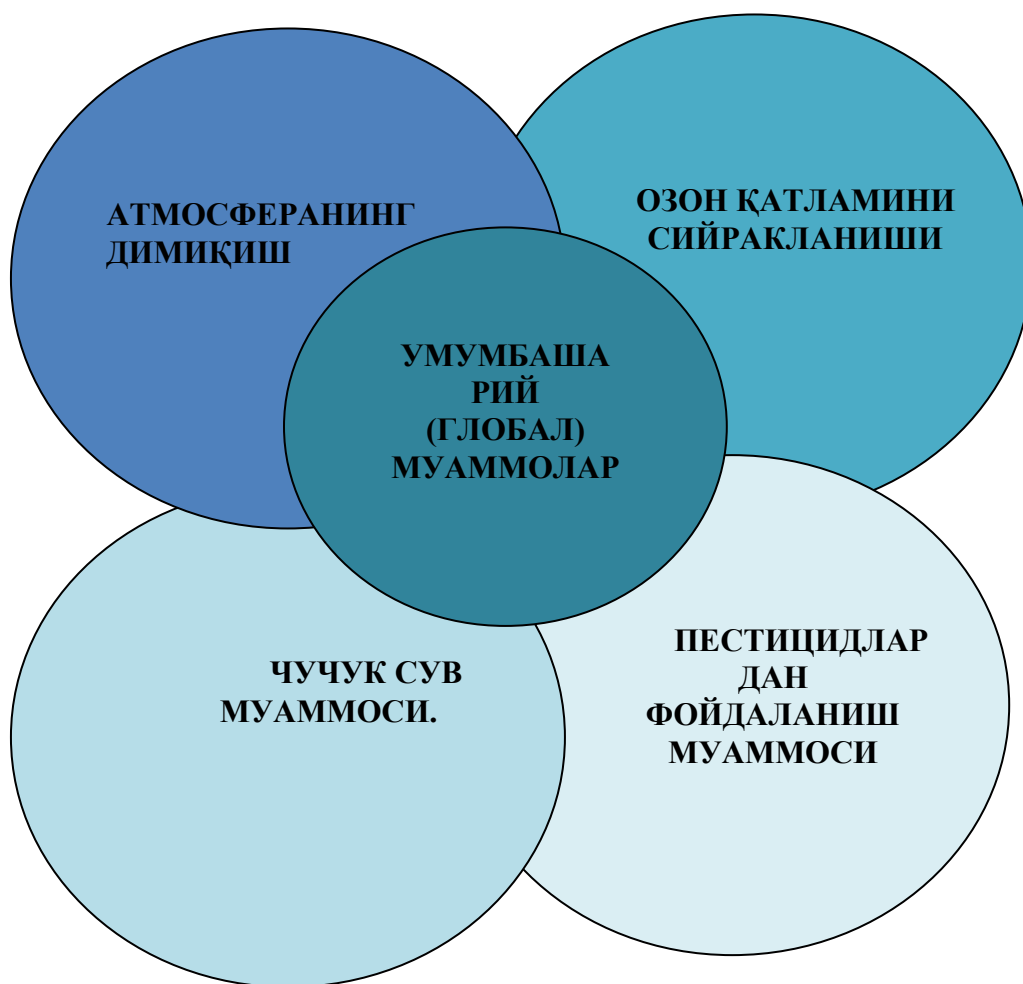 АТМОСФЕРАНИНГ
ДИМИҚИШ
ОЗОН ҚАТЛАМИНИ
СИЙРАКЛАНИШИ
УМУМБАША
РИЙ
(ГЛОБАЛ)
МУАММОЛАР
ЧУЧУК СУВ
МУАММОСИ.
ПЕСТИЦИДЛАР
ДАН
ФОЙДАЛАНИШ
МУАММОСИ